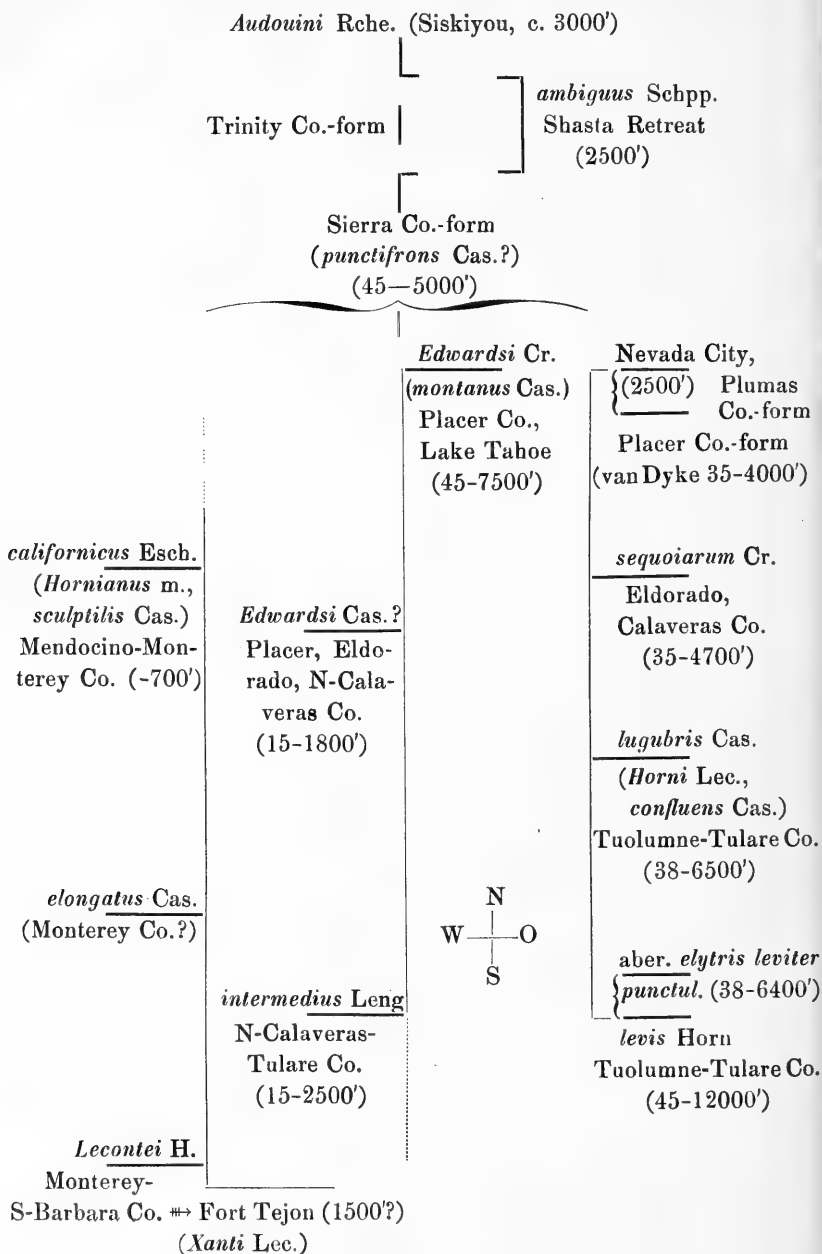 Audouini Rche. (Siskiyou, c. 3000')
ambiguus Schpp.
Trinity Co.-form
Shasta Retreat
(2500')
Sierra Co.-form
(punctifrons Cas.?)
(45—5000')
Edwardsi Cr.
(montanus Cas.)
Placer Co.,
Lake Tahoe
(45-7500')
Nevada City,
(2500') Plumas
Co.-form
Placer Co.-form
(van Dyke 35-4000')
californicus Esch.
(Hornianus m.,
sculptilis Cas.)
Mendocino-Mon-
terey Co. (-700')
Edwardsi Cas.?
Placer, Eldo-
rado, N-Cala-
veras Co.
(15-1800')
sequoiarum Cr.
Eldorado,
Calaveras Co.
(35-4700')
lugubris Cas.
(Horni Lec.,
confluens Cas.)
Tuolumne-Tulare Co.
(38-6500')
elongatus Cas.
(Monterey Co.?)
N
W O
S
aber. elytris leviter
punctul. (38-6400')
levis Horn
Tuolumne-Tulare Co.
(45-12000')
intermedius Leng
N-Calaveras-
Tulare Co.
(15-2500')
Lecontei H.
Monterey-
S-Barbara Co. ⇸ Fort Tejon (1500'?)
(Xanti Lec.)